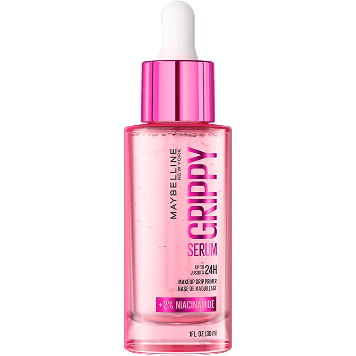 MAYBELLINE
NEW YORK
GRIPPY
SERUM
UP TO
JUSQU'À 24H
MAKEUP GRIP PRIMER
BASE DE MAQUILLAGE
+2% NIACINAMIDE
1 FL OZ (30 ml)